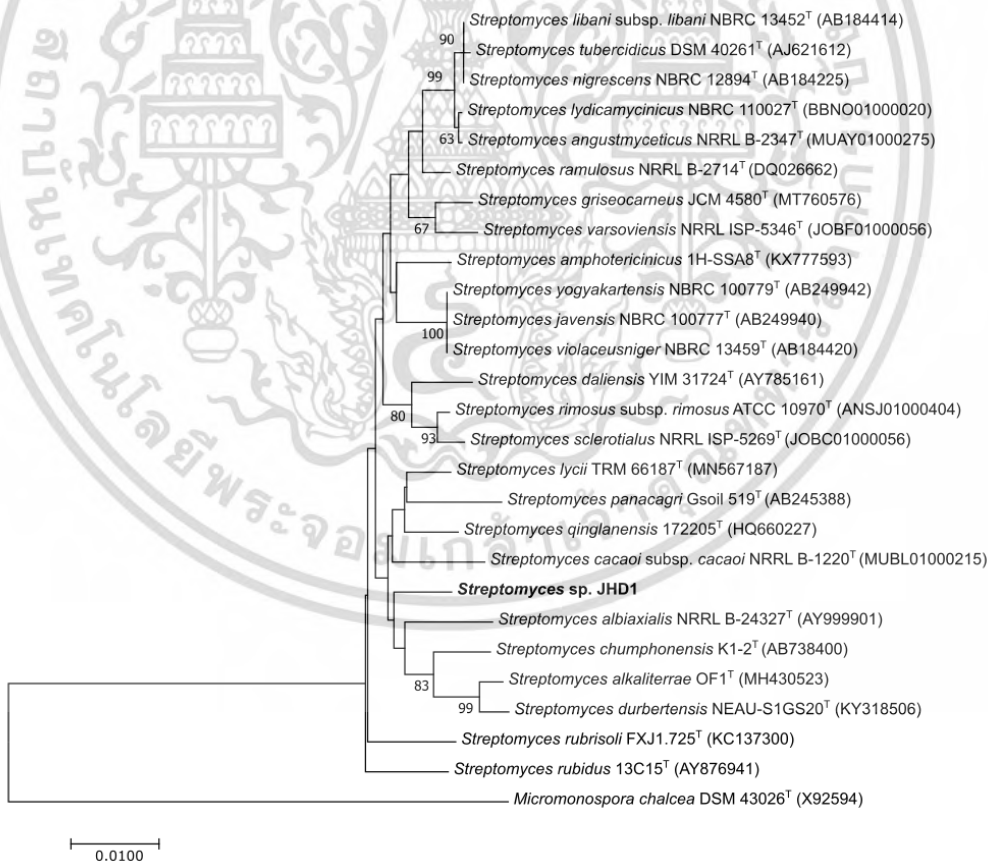 Streptomyces libani subsp. libani NBRC 13452ᵀ (AB184414)
90
Streptomyces tubercidicus DSM 40261ᵀ (AJ621612)
99
Streptomyces nigrescens NBRC 12894ᵀ (AB184225)
Streptomyces lydicamycinicus NBRC 110027ᵀ (BBNO01000020)
63
Streptomyces angustmyceticus NRRL B-2347ᵀ (MUAY01000275)
Streptomyces ramulosus NRRL B-2714ᵀ (DQ026662)
Streptomyces griseocarneus JCM 4580ᵀ (MT760576)
67
Streptomyces varsoviensis NRRL ISP-5346ᵀ (JOBF01000056)
Streptomyces amphotericinicus 1H-SSA8ᵀ (KX777593)
Streptomyces yogyakartensis NBRC 100779ᵀ (AB249942)
Streptomyces javensis NBRC 100777ᵀ (AB249940)
100
Streptomyces violaceusniger NBRC 13459ᵀ (AB184420)
Streptomyces daliensis YIM 31724ᵀ (AY785161)
80
Streptomyces rimosus subsp. rimosus ATCC 10970ᵀ (ANSJ01000404)
93
Streptomyces sclerotialus NRRL ISP-5269ᵀ (JOBC01000056)
Streptomyces lycii TRM 66187ᵀ (MN567187)
Streptomyces panacagri Gsoil 519ᵀ (AB245388)
Streptomyces qinglanensis 172205ᵀ (HQ660227)
Streptomyces cacaoi subsp. cacaoi NRRL B-1220ᵀ (MUBL01000215)
Streptomyces sp. JHD1
Streptomyces albiaxialis NRRL B-24327ᵀ (AY999901)
Streptomyces chumphonensis K1-2ᵀ (AB738400)
83
Streptomyces alkaliterrae OF1ᵀ (MH430523)
99
Streptomyces durbertensis NEAU-S1GS20ᵀ (KY318506)
Streptomyces rubrisoli FXJ1.725ᵀ (KC137300)
Streptomyces rubidus 13C15ᵀ (AY876941)
Micromonospora chalcea DSM 43026ᵀ (X92594)
0.0100